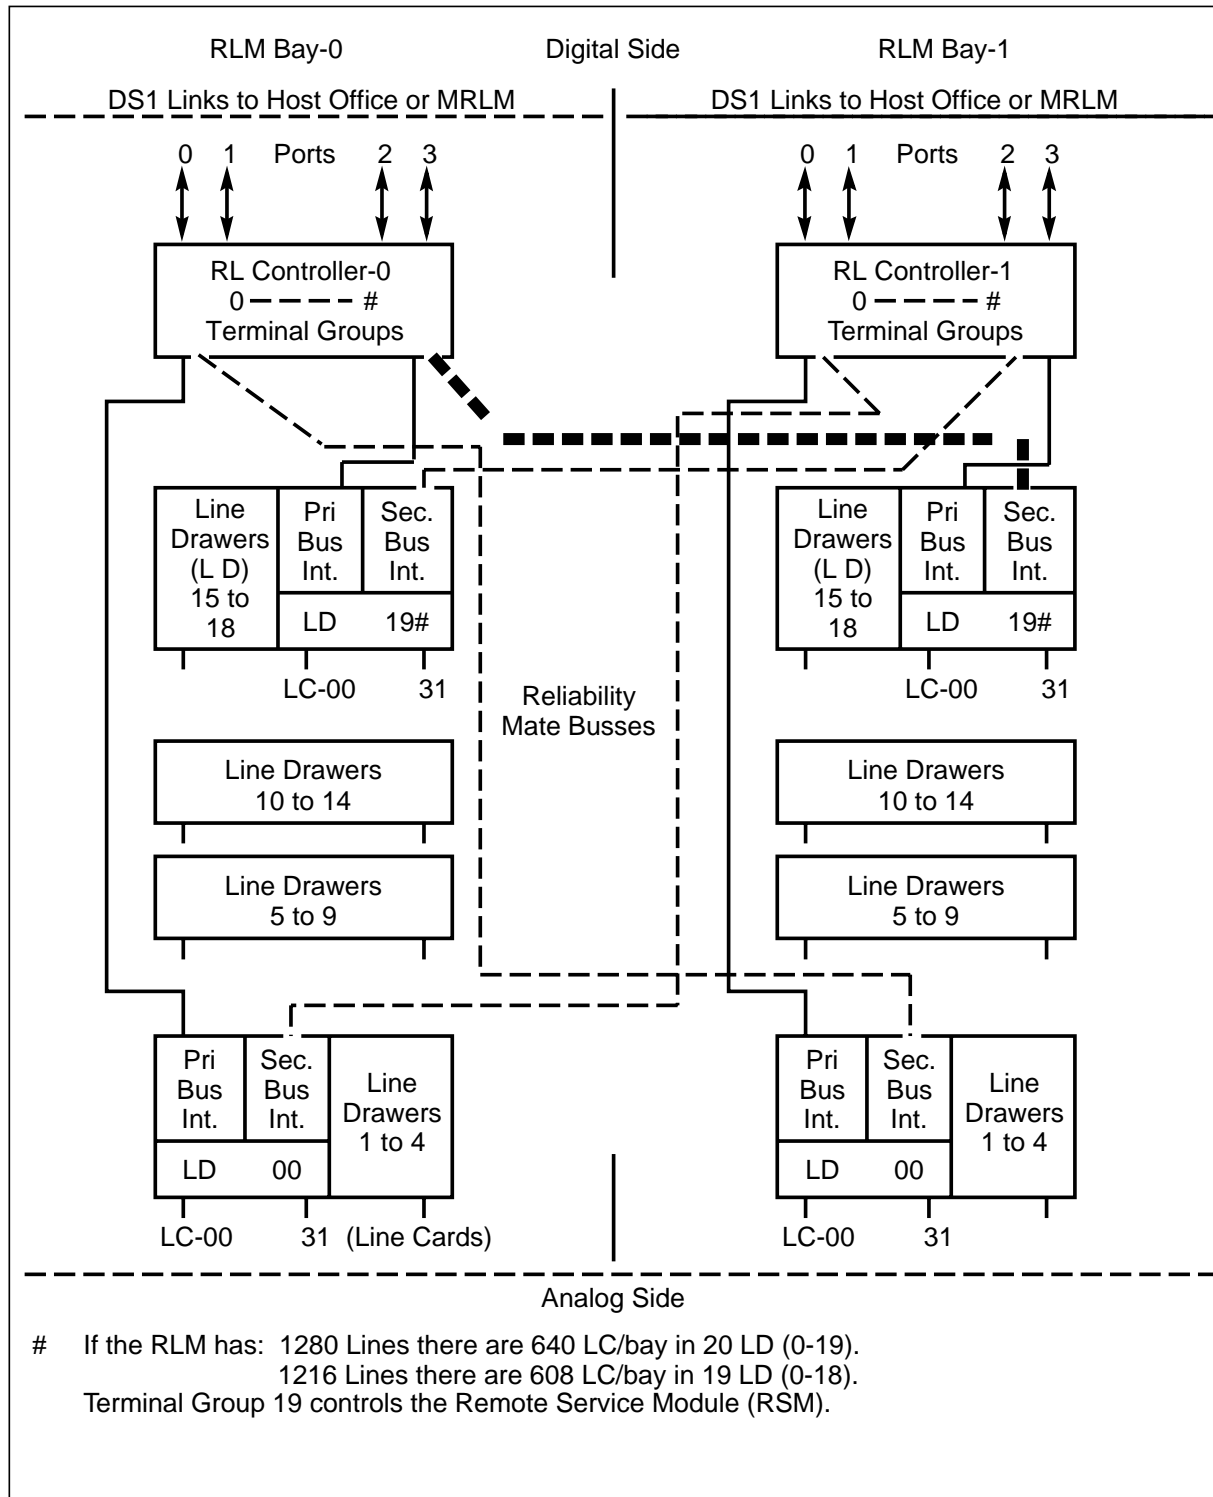 RLM Bay-0 Digital Side RLM Bay-1
DS1 Links to Host Office or MRLM DS1 Links to Host Office or MRLM
0 1 Ports 2 3 0 1 Ports 2 3
RL Controller-0
0 #
Terminal Groups
RL Controller-1
0 #
Terminal Groups
Line
Drawers
(L D)
15 to
18
Pri
Bus
Int.
Sec.
Bus
Int.
LD 19#
LC-00 31
Line
Drawers
(L D)
15 to
18
Pri
Bus
Int.
Sec.
Bus
Int.
LD 19#
LC-00 31
Reliability
Mate Busses
Line Drawers
10 to 14
Line Drawers
10 to 14
Line Drawers
5 to 9
Line Drawers
5 to 9
Pri
Bus
Int.
Sec.
Bus
Int.
Line
Drawers
1 to 4
LD 00
LC-00 31 (Line Cards)
Pri
Bus
Int.
Sec.
Bus
Int.
Line
Drawers
1 to 4
LD 00
LC-00 31
Analog Side
# If the RLM has: 1280 Lines there are 640 LC/bay in 20 LD (0-19).
1216 Lines there are 608 LC/bay in 19 LD (0-18).
Terminal Group 19 controls the Remote Service Module (RSM).